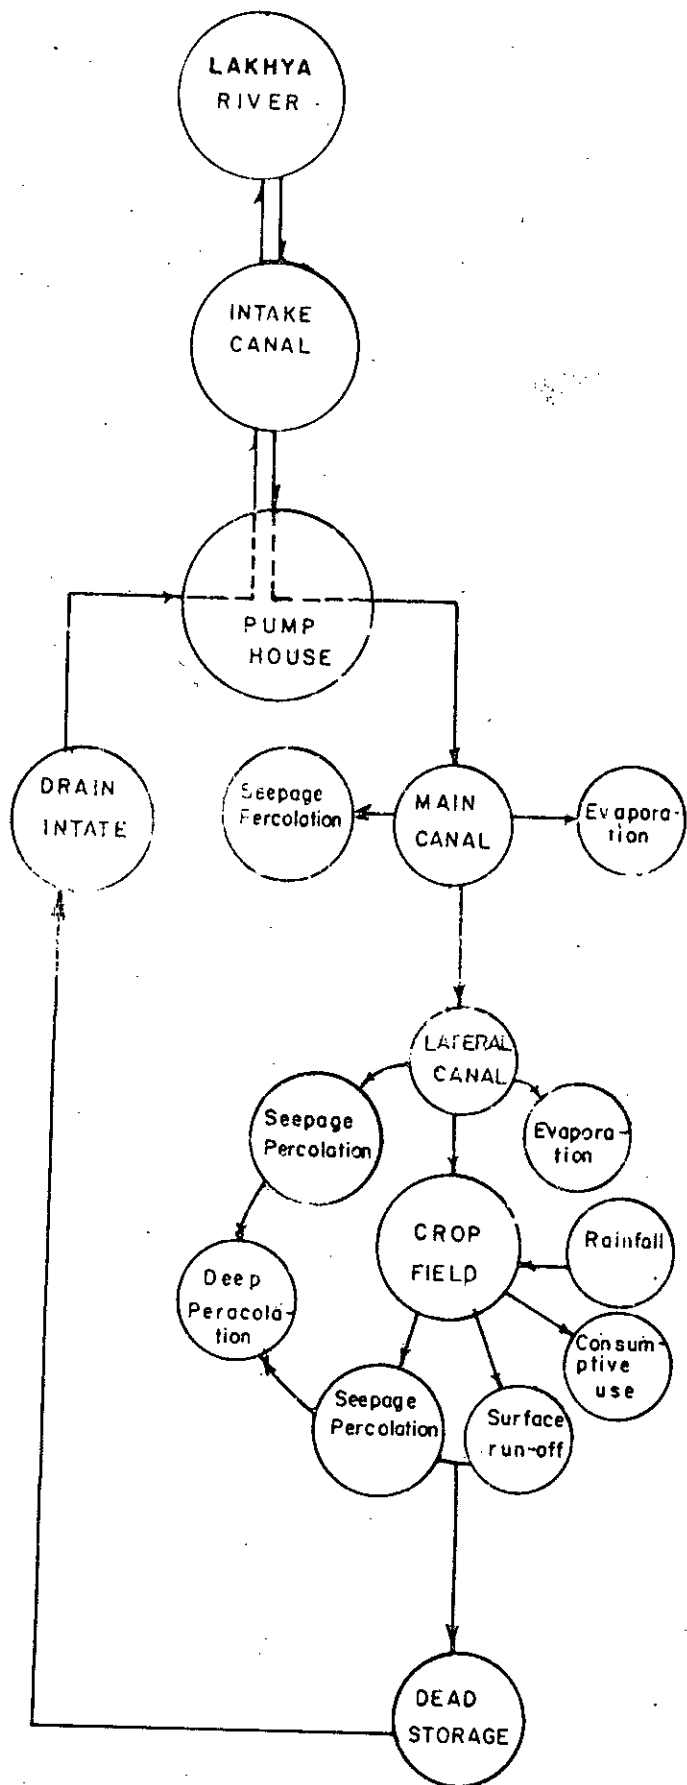 LAKHYA
RIVER
INTAKE
CANAL
PUMP
HOUSE
DRAIN
INTATE
Seepage
Fercolation
MAIN
CANAL
Evapora-
tion
LATERAL
CANAL
Seepage
Percolation
Evapora-
tion
CROP
FIELD
Rainfall
Deep
Peracola-
tion
Consum-
ptive
use
Seepage
Percolation
Surface
run-off
DEAD
STORAGE